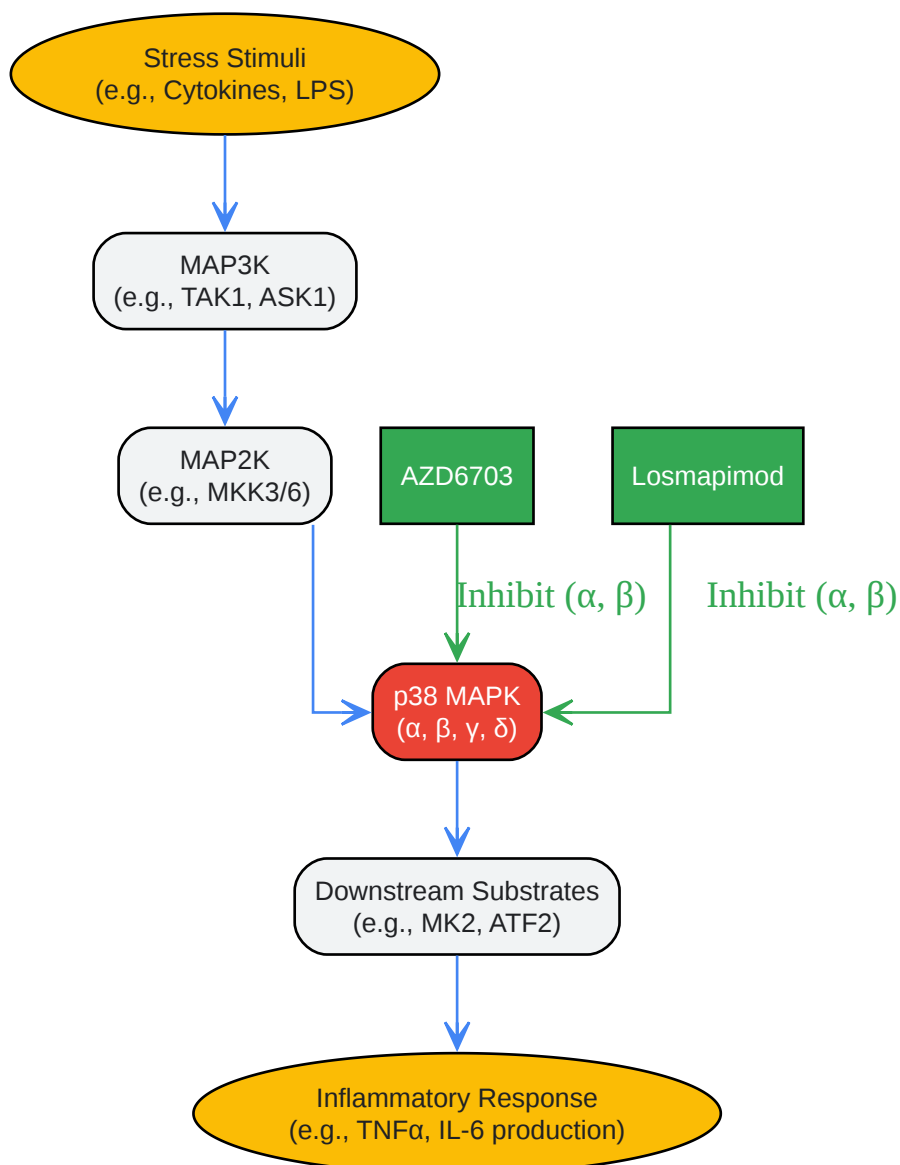 Stress Stimuli
(e.g., Cytokines, LPS)
MAP3K
(e.g., TAK1, ASK1)
MAP2K
(e.g., MKK3/6)
AZD6703
Losmapimod
Inhibit (α, β)
Inhibit (α, β)
p38 MAPK
(α, β, γ, δ)
Downstream Substrates
(e.g., MK2, ATF2)
Inflammatory Response
(e.g., TNFα, IL-6 production)